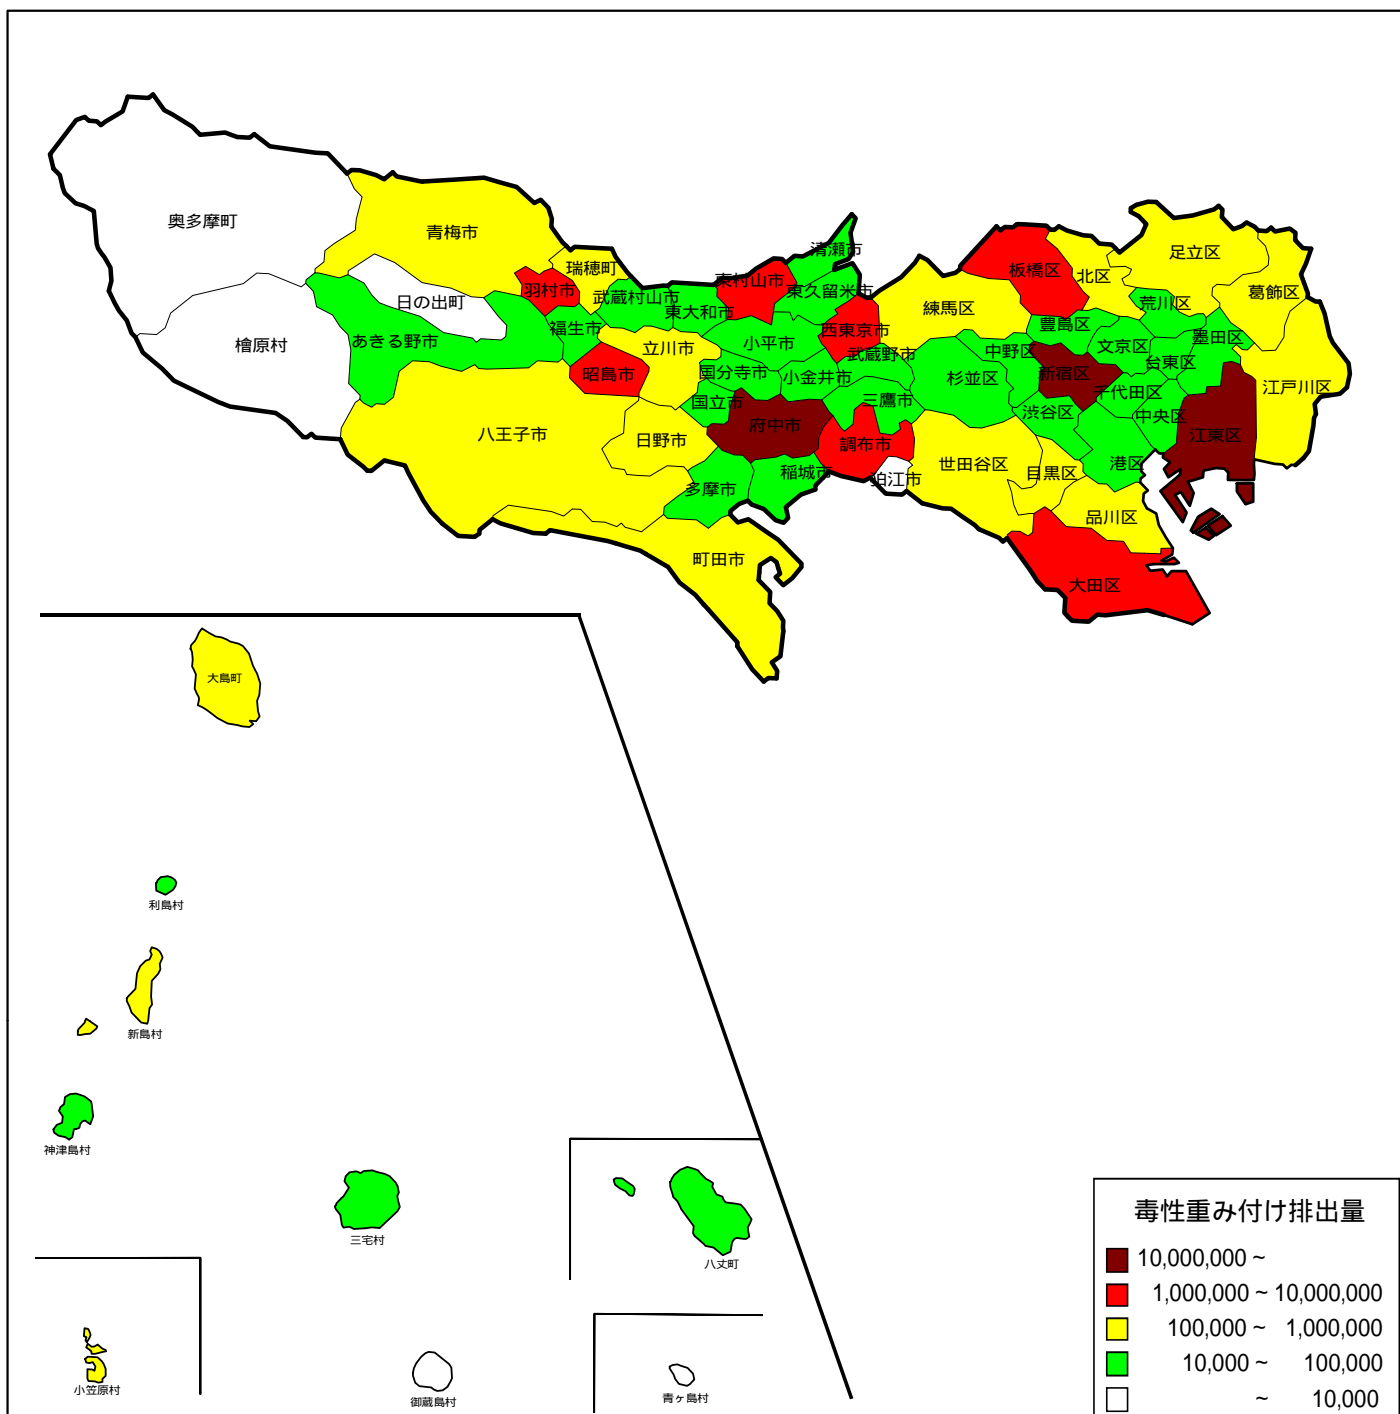 奥多摩町
青梅市
瑞穂町
羽村市
日の出町
檜原村
あきる野市
福生市
武蔵村山市
東大和市
東村山市
清瀬市
東久留米市
西東京市
小平市
立川市
昭島市
国分寺市
小金井市
武蔵野市
三鷹市
国立市
府中市
調布市
狛江市
稲城市
多摩市
日野市
八王子市
町田市
練馬区
板橋区
北区
足立区
葛飾区
荒川区
豊島区
文京区
台東区
墨田区
中野区
杉並区
新宿区
千代田区
渋谷区
中央区
港区
江東区
江戸川区
世田谷区
目黒区
品川区
大田区
大島町
利島村
新島村
神津島村
三宅村
八丈町
小笠原村
御蔵島村
青ヶ島村
毒性重み付け排出量
10,000,000 ~
1,000,000 ~ 10,000,000
100,000 ~ 1,000,000
10,000 ~ 100,000
~ 10,000